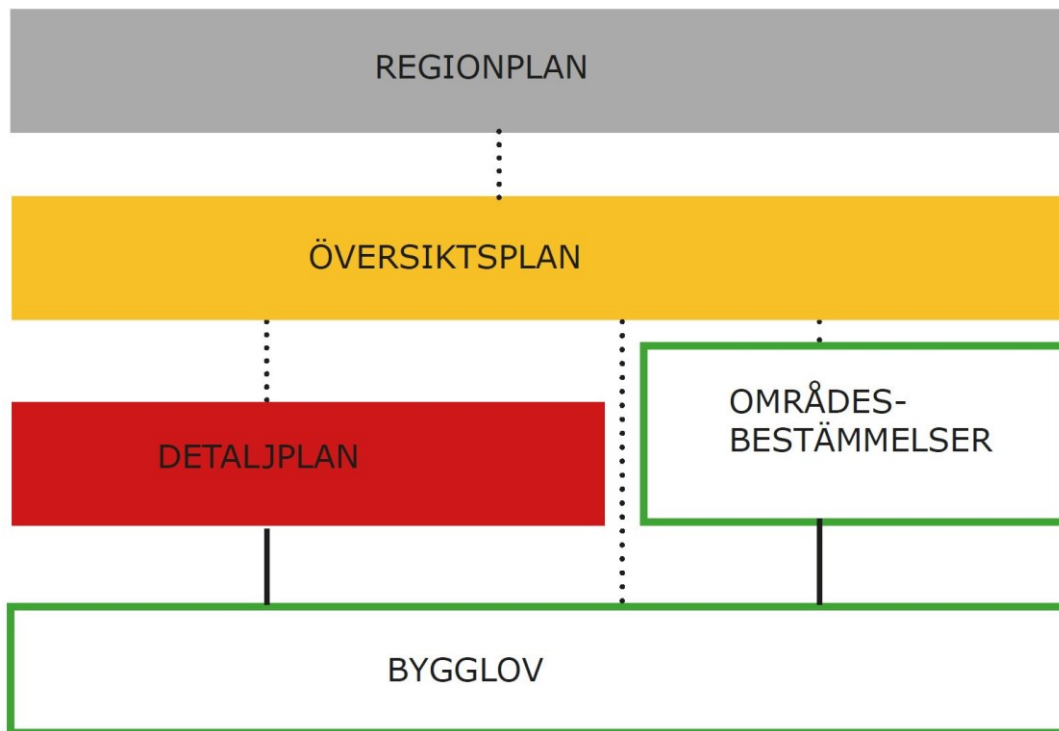 REGIONPLAN
ÖVERSIKTSPLAN
DETALJPLAN
OMRÅDES-
BESTÄMMELSER
BYGGLOV